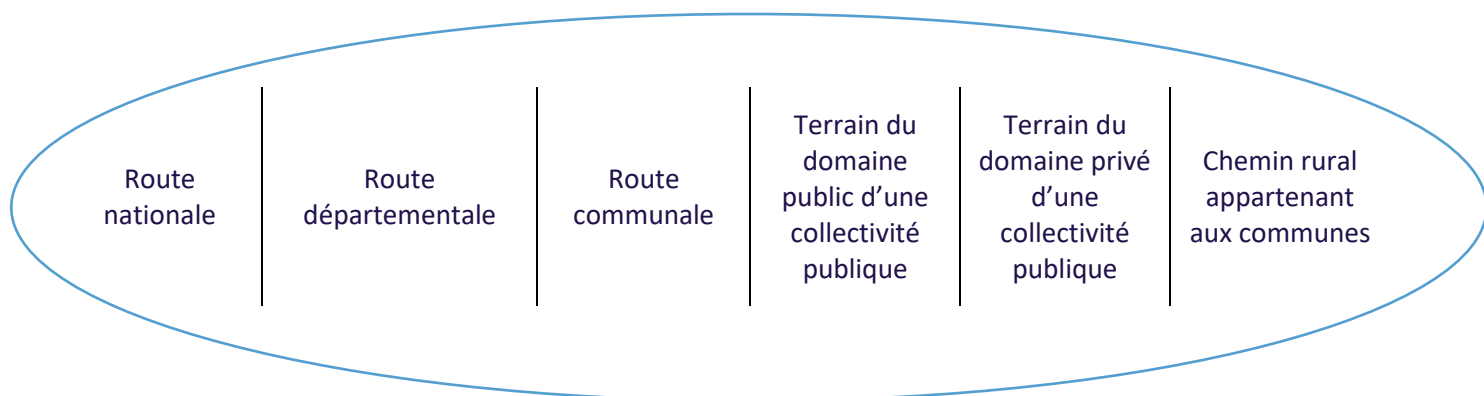 Route
nationale
Route
départementale
Route
communale
Terrain du
domaine
public d’une
collectivité
publique
Terrain du
domaine privé
d’une
collectivité
publique
Chemin rural
appartenant
aux communes